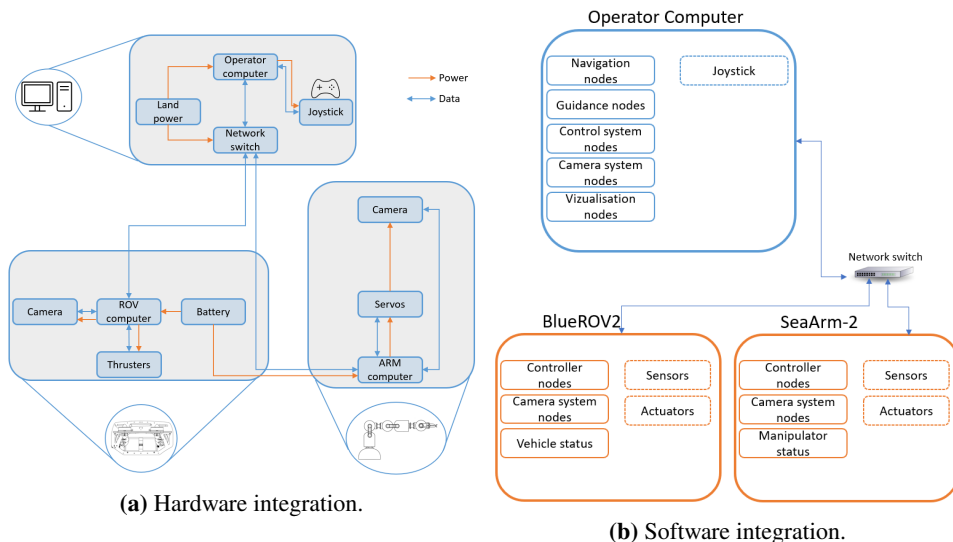 Operator
computer
Land
power
Joystick
Network
switch
Power
Data
Camera
Servos
ARM
computer
Camera
ROV
computer
Battery
Thrusters
(a) Hardware integration.
Operator Computer
Navigation
nodes
Joystick
Guidance nodes
Control system
nodes
Camera system
nodes
Vizualisation
nodes
Network switch
BlueROV2
Controller
nodes
Sensors
Camera system
nodes
Actuators
Vehicle status
SeaArm-2
Controller
nodes
Sensors
Camera system
nodes
Actuators
Manipulator
status
(b) Software integration.